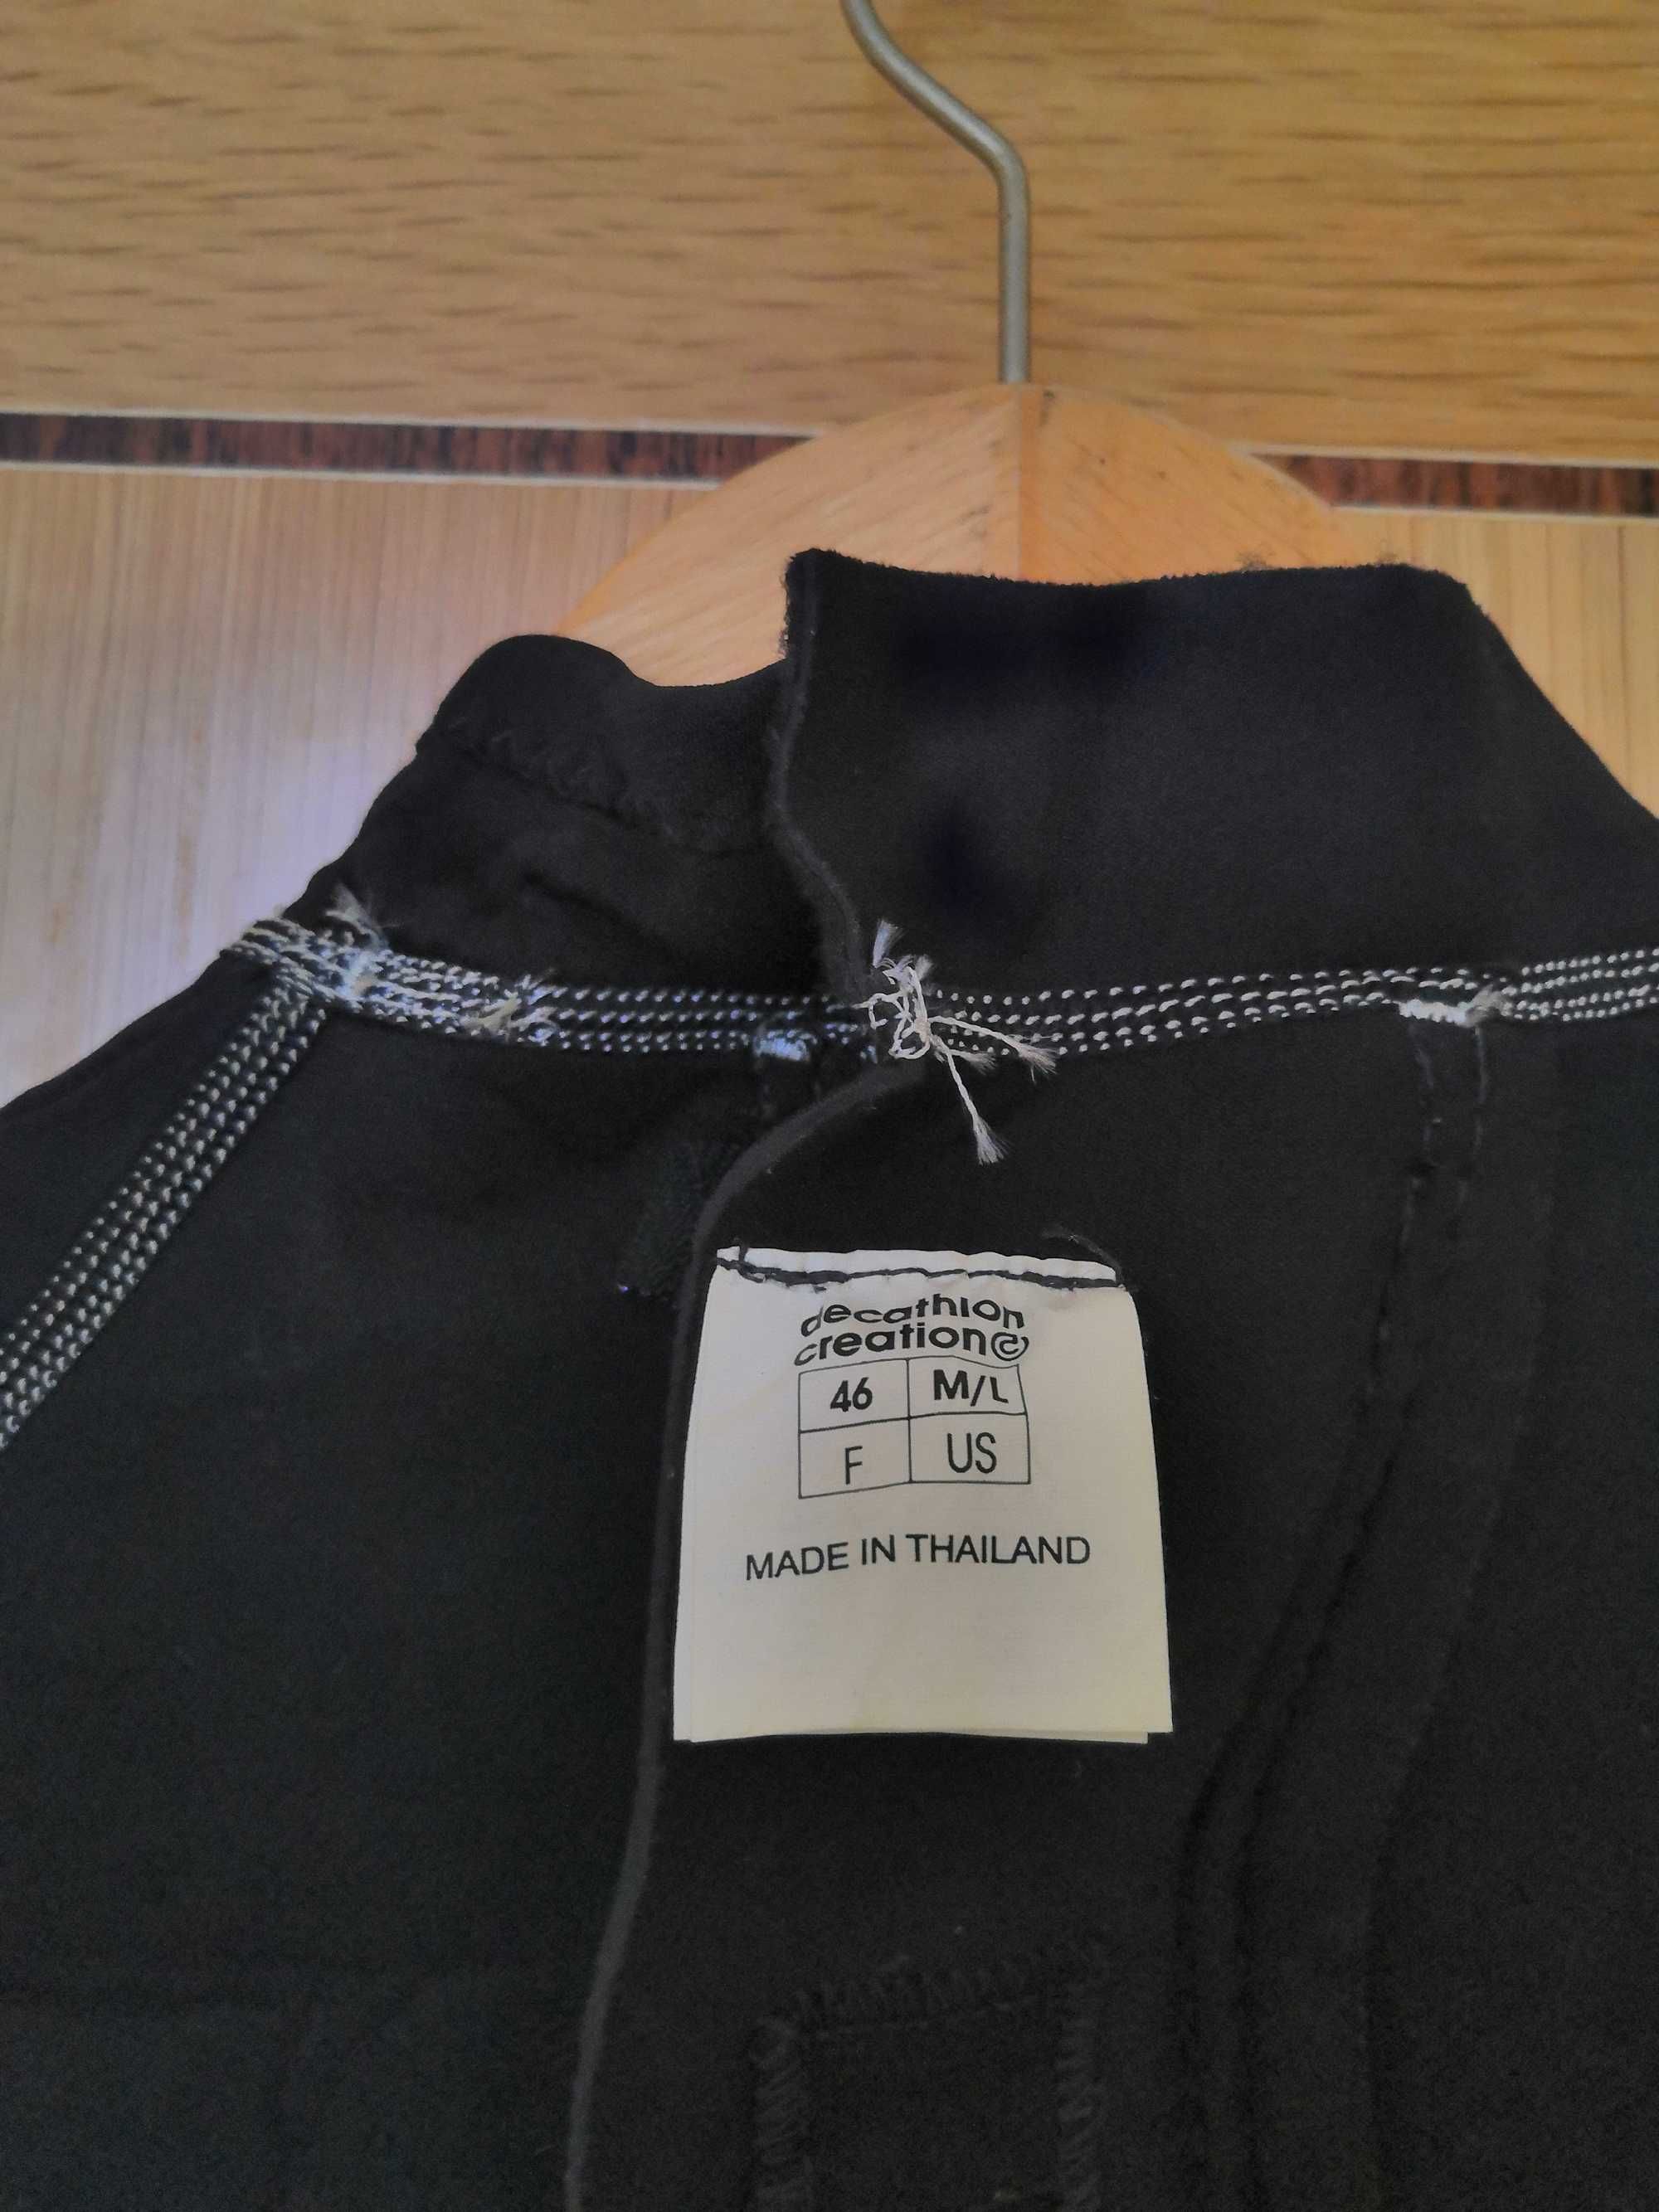 decathlon
creation©
46 M/L
F US
MADE IN THAILAND